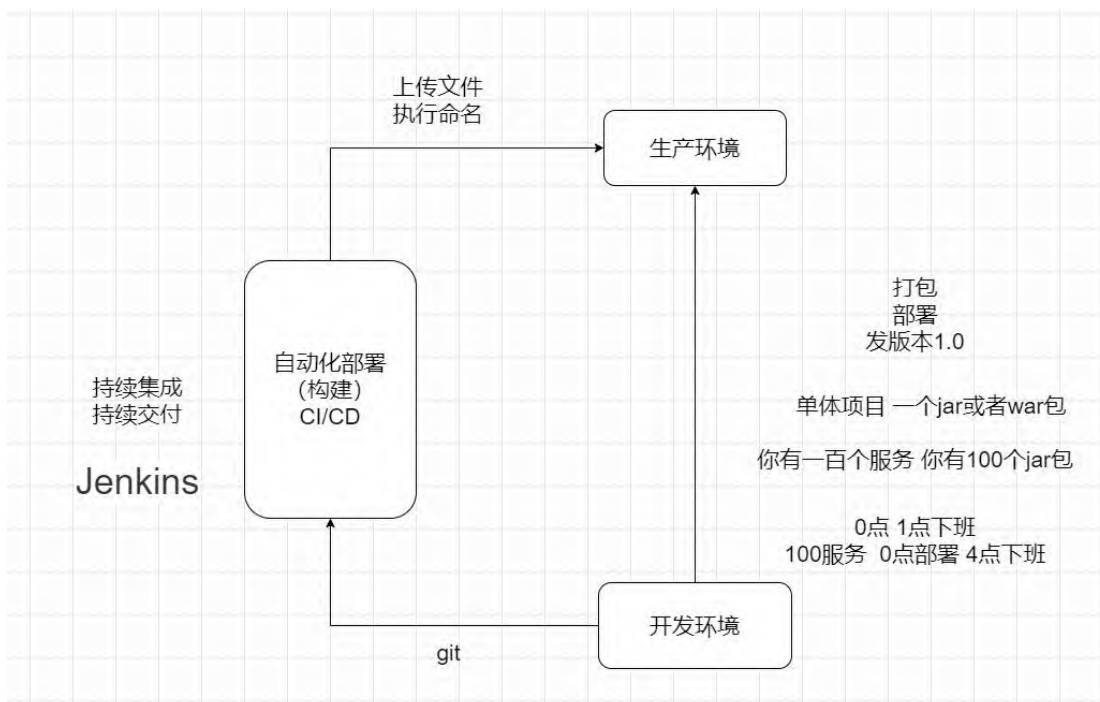 上传文件
执行命名
生产环境
打包
部署
发版本1.0
自动化部署
（构建）
CI/CD
持续集成
持续交付
单体项目 一个jar或者war包
你有一百个服务 你有100个jar包
Jenkins
0点 1点下班
100服务 0点部署 4点下班
开发环境
git